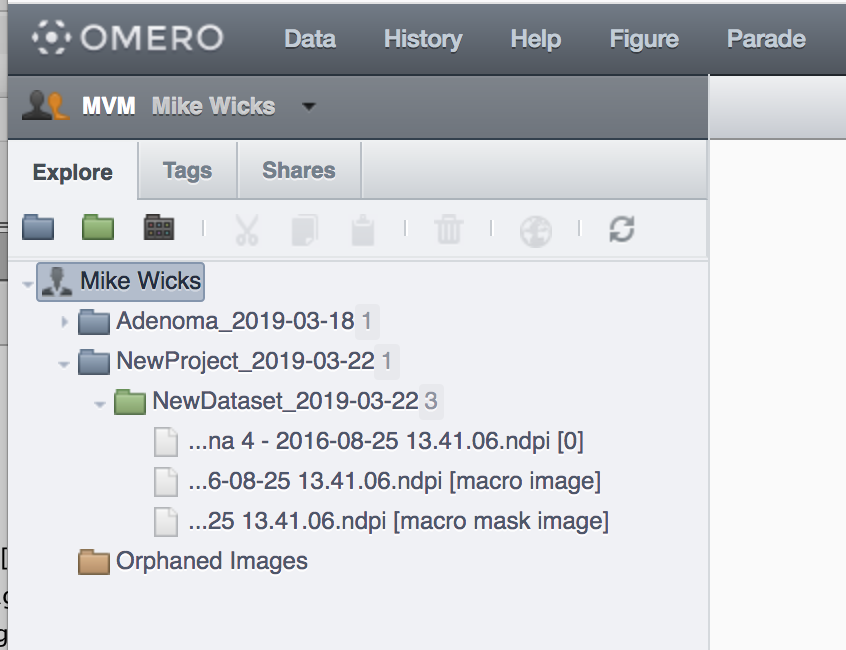 OMERO Data History Help Figure Parade
MVM Mike Wicks
Explore Tags Shares
Mike Wicks
Adenoma_2019-03-18 1
NewProject_2019-03-22 1
NewDataset_2019-03-22 3
...na 4 - 2016-08-25 13.41.06.ndpi [0]
...6-08-25 13.41.06.ndpi [macro image]
...25 13.41.06.ndpi [macro mask image]
Orphaned Images